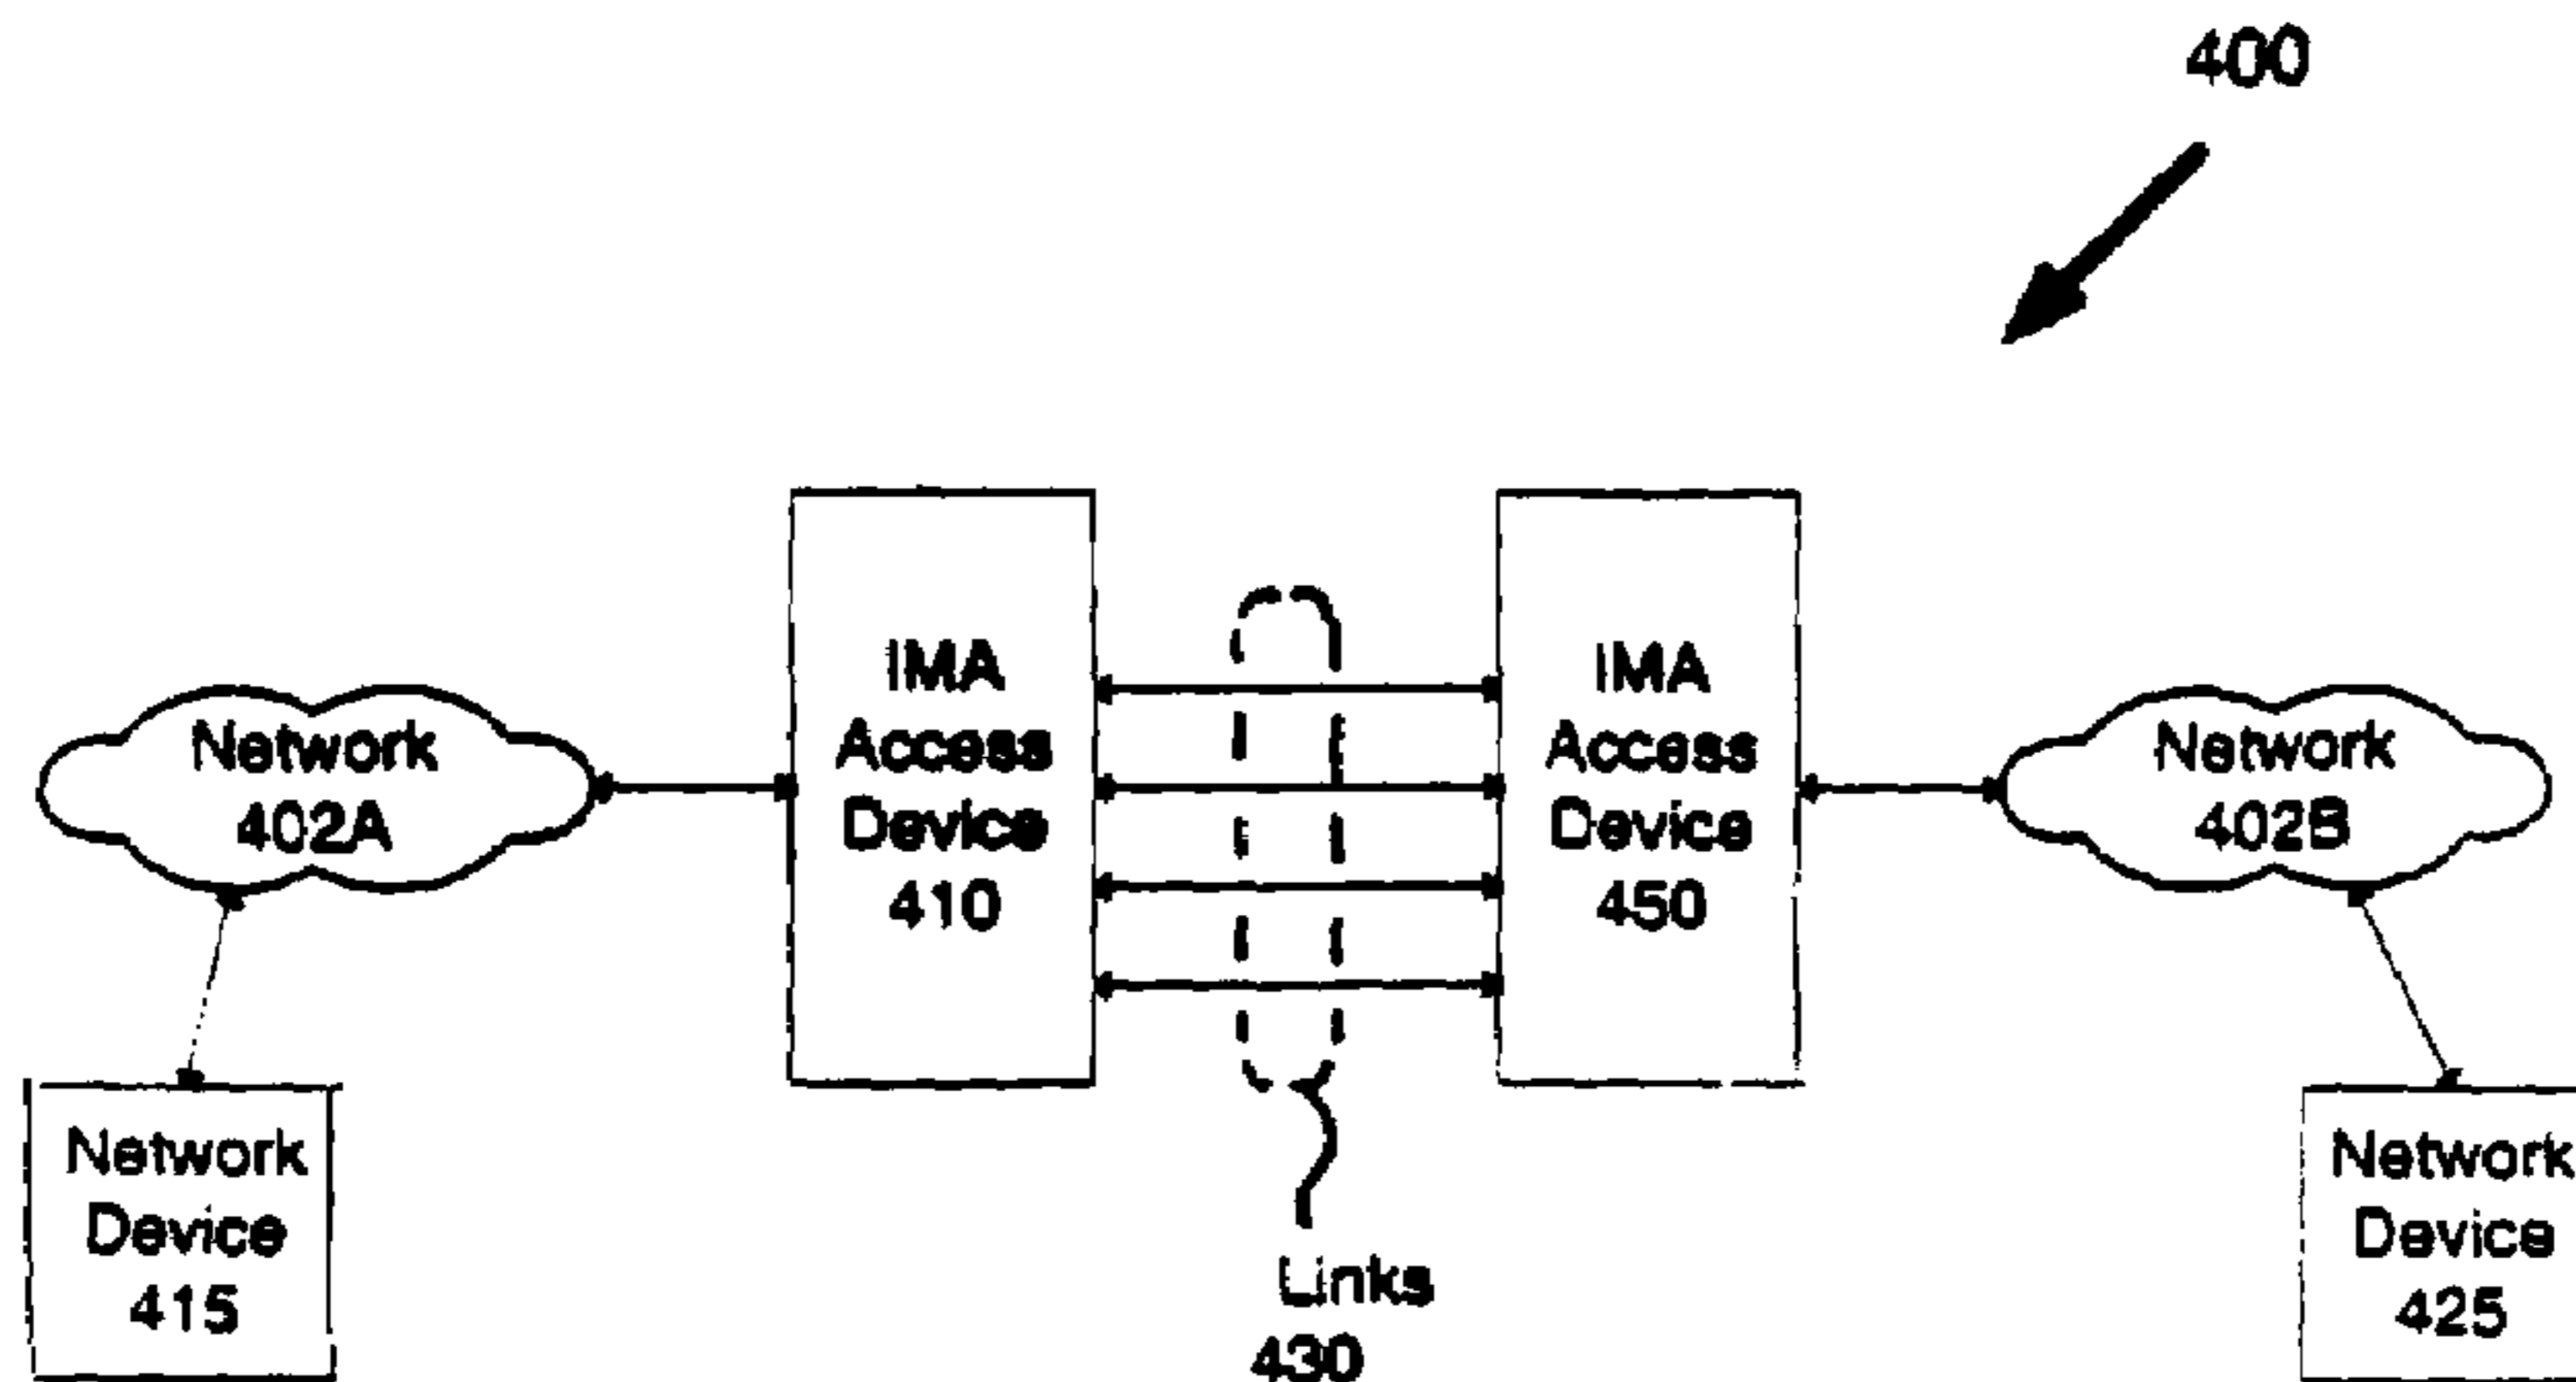 400
IMA
Access
Device
410
IMA
Access
Device
450
Network
402A
Network
402B
Network
Device
415
Network
Device
425
Links
430